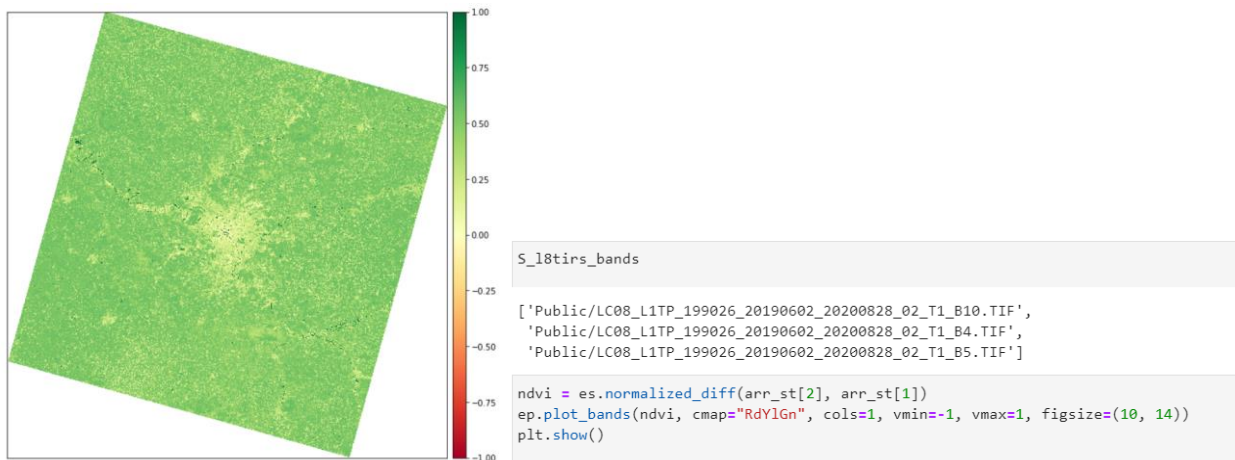 1.00
0.75
0.50
0.25
0.00
−0.25
−0.50
−0.75
−1.00
S_l8tirs_bands
['Public/LC08_L1TP_199026_20190602_20200828_02_T1_B10.TIF',
'Public/LC08_L1TP_199026_20190602_20200828_02_T1_B4.TIF',
'Public/LC08_L1TP_199026_20190602_20200828_02_T1_B5.TIF']
ndvi = es.normalized_diff(arr_st[2], arr_st[1])
ep.plot_bands(ndvi, cmap="RdYlGn", cols=1, vmin=-1, vmax=1, figsize=(10, 14))
plt.show()